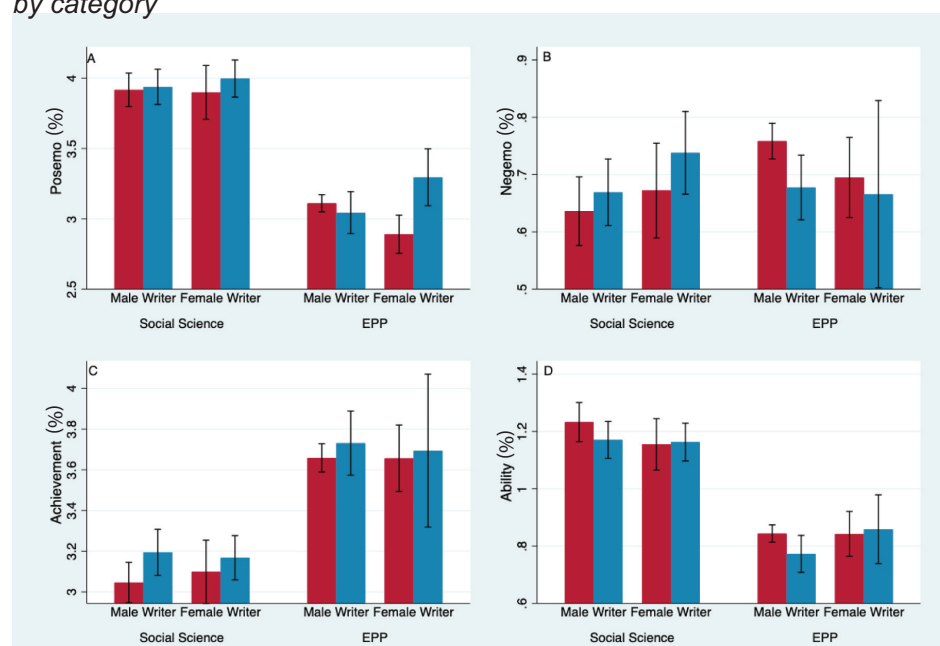 by category
A
Posemo (%)
4
3.5
3
2.5
Male Writer Female Writer Male Writer Female Writer
Social Science EPP
B
Negemo (%)
.9
.8
.7
.6
.5
Male Writer Female Writer Male Writer Female Writer
Social Science EPP
C
Achievement (%)
4
3.8
3.6
3.4
3.2
3
Male Writer Female Writer Male Writer Female Writer
Social Science EPP
D
Ability (%)
1.4
1.2
1
.8
.6
Male Writer Female Writer Male Writer Female Writer
Social Science EPP